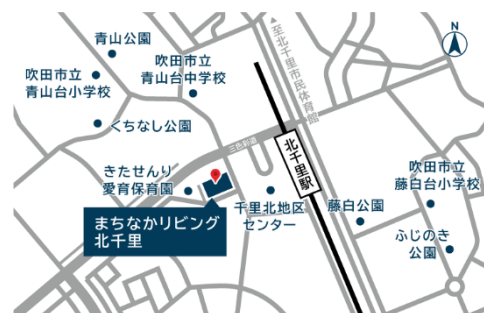 N
青山公園
吹田市立
青山台小学校
吹田市立
青山台中学校
▲至北千里市民体育館
くちなし公園
三色幹道
北千里駅
きたせんり
愛育保育園
まちなかリビング
北千里
千里北地区
センター
藤白公園
吹田市立
藤白台小学校
ふじのき
公園